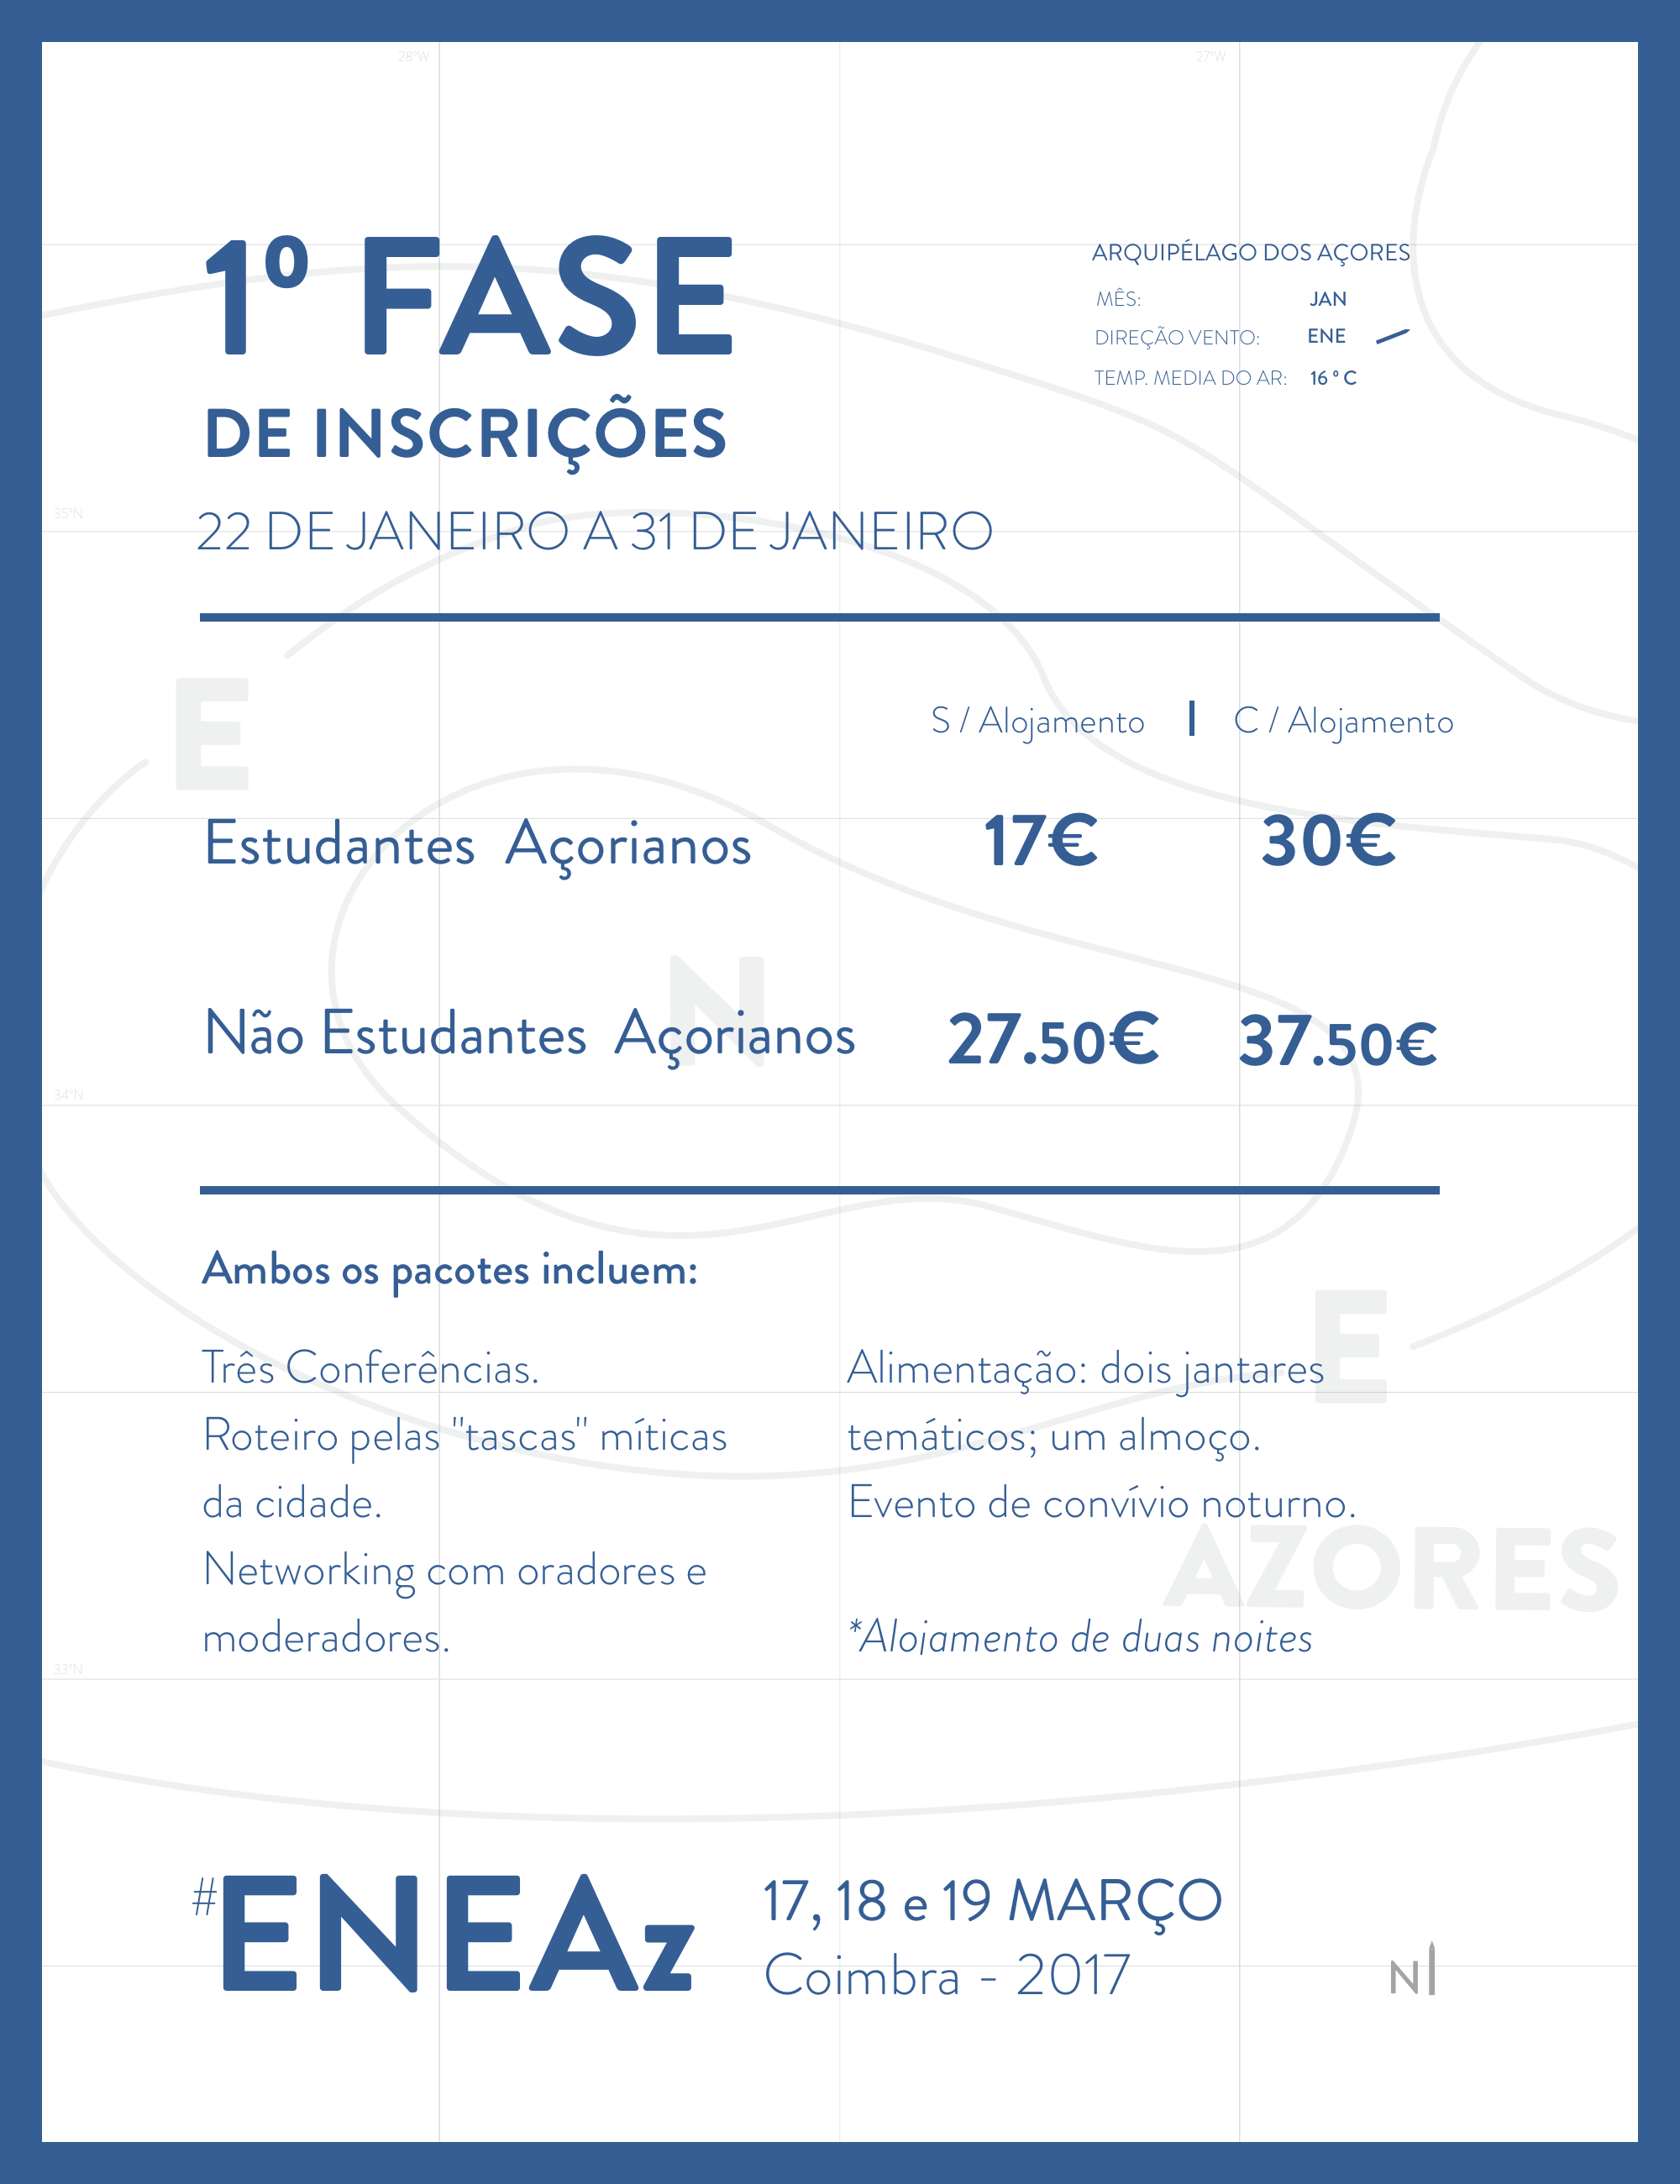 28°W
27°W
1º FASE
DE INSCRIÇÕES
22 DE JANEIRO A 31 DE JANEIRO
ARQUIPÉLAGO DOS AÇORES
MÊS: JAN
DIREÇÃO VENTO: ENE
TEMP. MEDIA DO AR: 16 º C
35°N
S / Alojamento | C / Alojamento
E
Estudantes Açorianos 17€ 30€
N
Não Estudantes Açorianos 27.50€ 37.50€
34°N
Ambos os pacotes incluem:
Três Conferências.
Roteiro pelas "tascas" míticas
da cidade.
Networking com oradores e
moderadores.
E
Alimentação: dois jantares
temáticos; um almoço.
Evento de convívio noturno.
AZORES
*Alojamento de duas noites
33°N
#ENEAz
17, 18 e 19 MARÇO
Coimbra - 2017
N